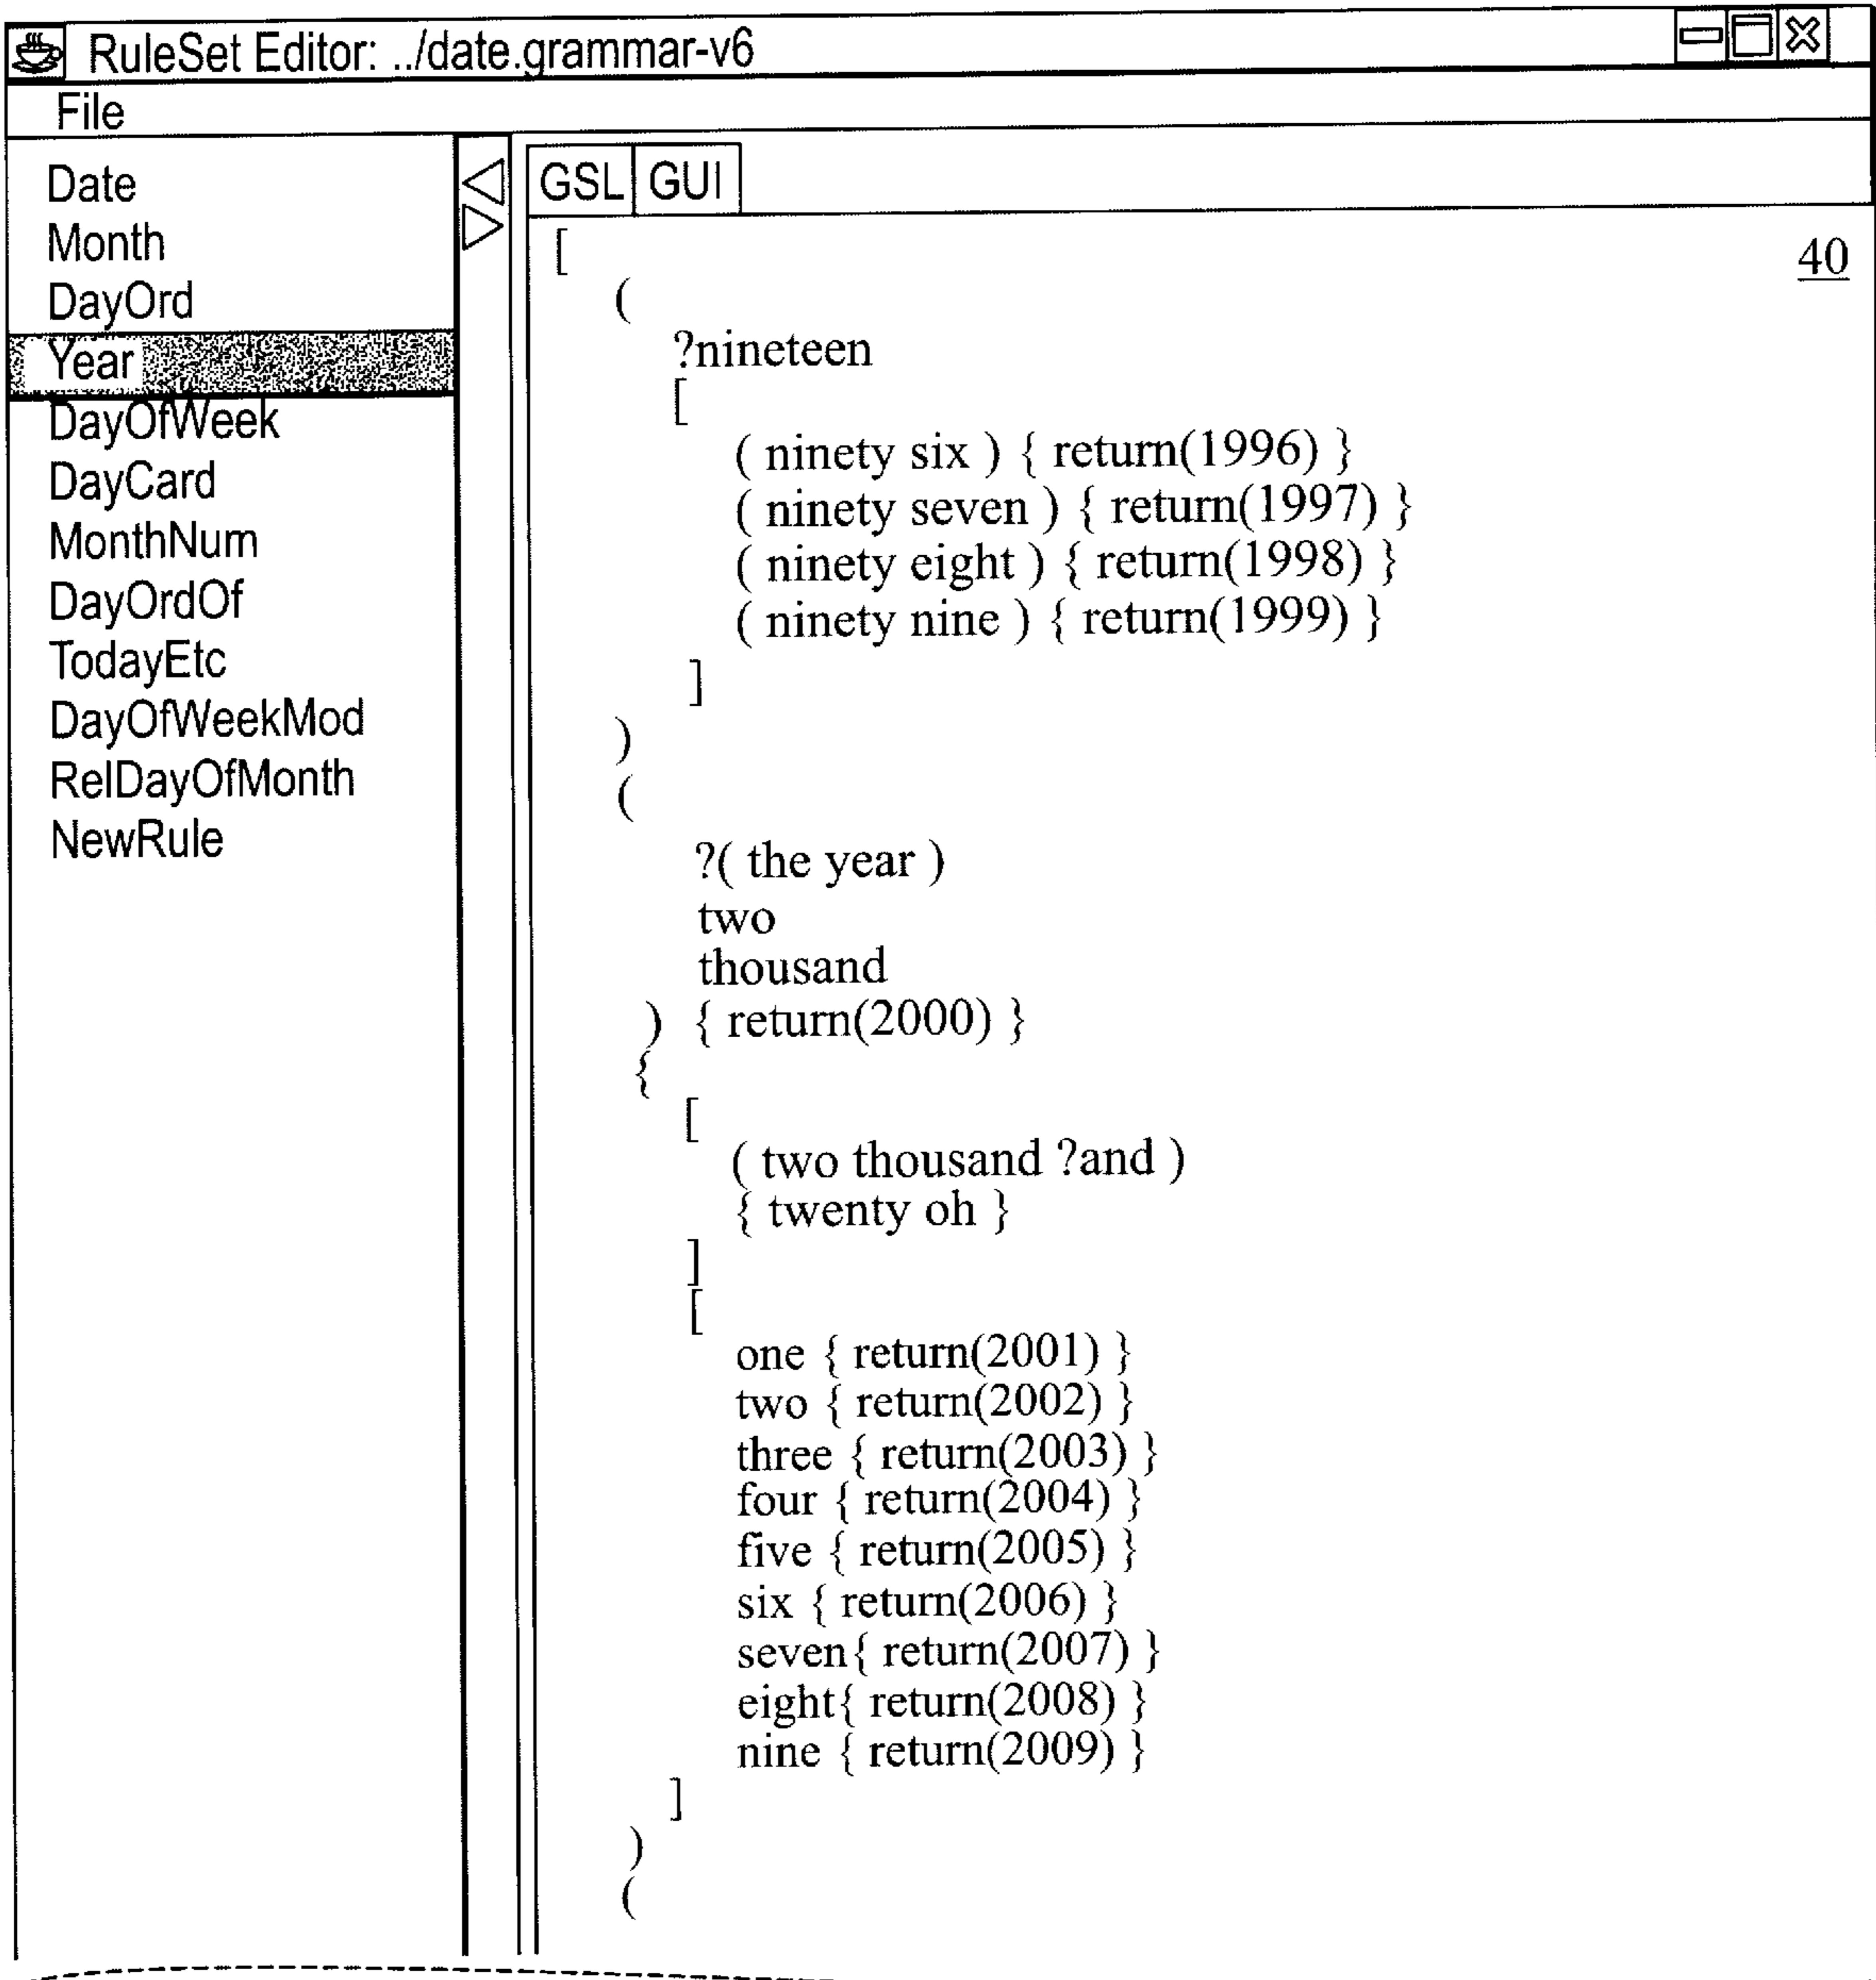 RuleSet Editor: ../date.grammar-v6
File
Date
Month
DayOrd
Year
DayOfWeek
DayCard
MonthNum
DayOrdOf
TodayEtc
DayOfWeekMod
RelDayOfMonth
NewRule
GSL GUI
40
[
(
?nineteen
[
( ninety six ) { return(1996) }
( ninety seven ) { return(1997) }
( ninety eight ) { return(1998) }
( ninety nine ) { return(1999) }
]
)
(
?( the year )
two
thousand
) { return(2000) }
{
[
( two thousand ?and )
{ twenty oh }
]
[
one { return(2001) }
two { return(2002) }
three { return(2003) }
four { return(2004) }
five { return(2005) }
six { return(2006) }
seven{ return(2007) }
eight{ return(2008) }
nine { return(2009) }
]
)
(